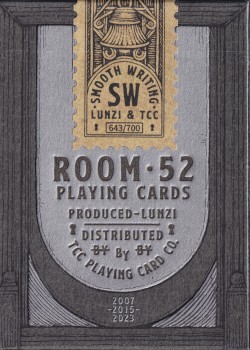 ·SMOOTH WRITING·
SW
LUNZI & TCC
643/700
ROOM·52
PLAYING CARDS
PRODUCED-LUNZI
DISTRIBUTED
BY By BY
TCC PLAYING CARD CO.
2007
-2015-
2023